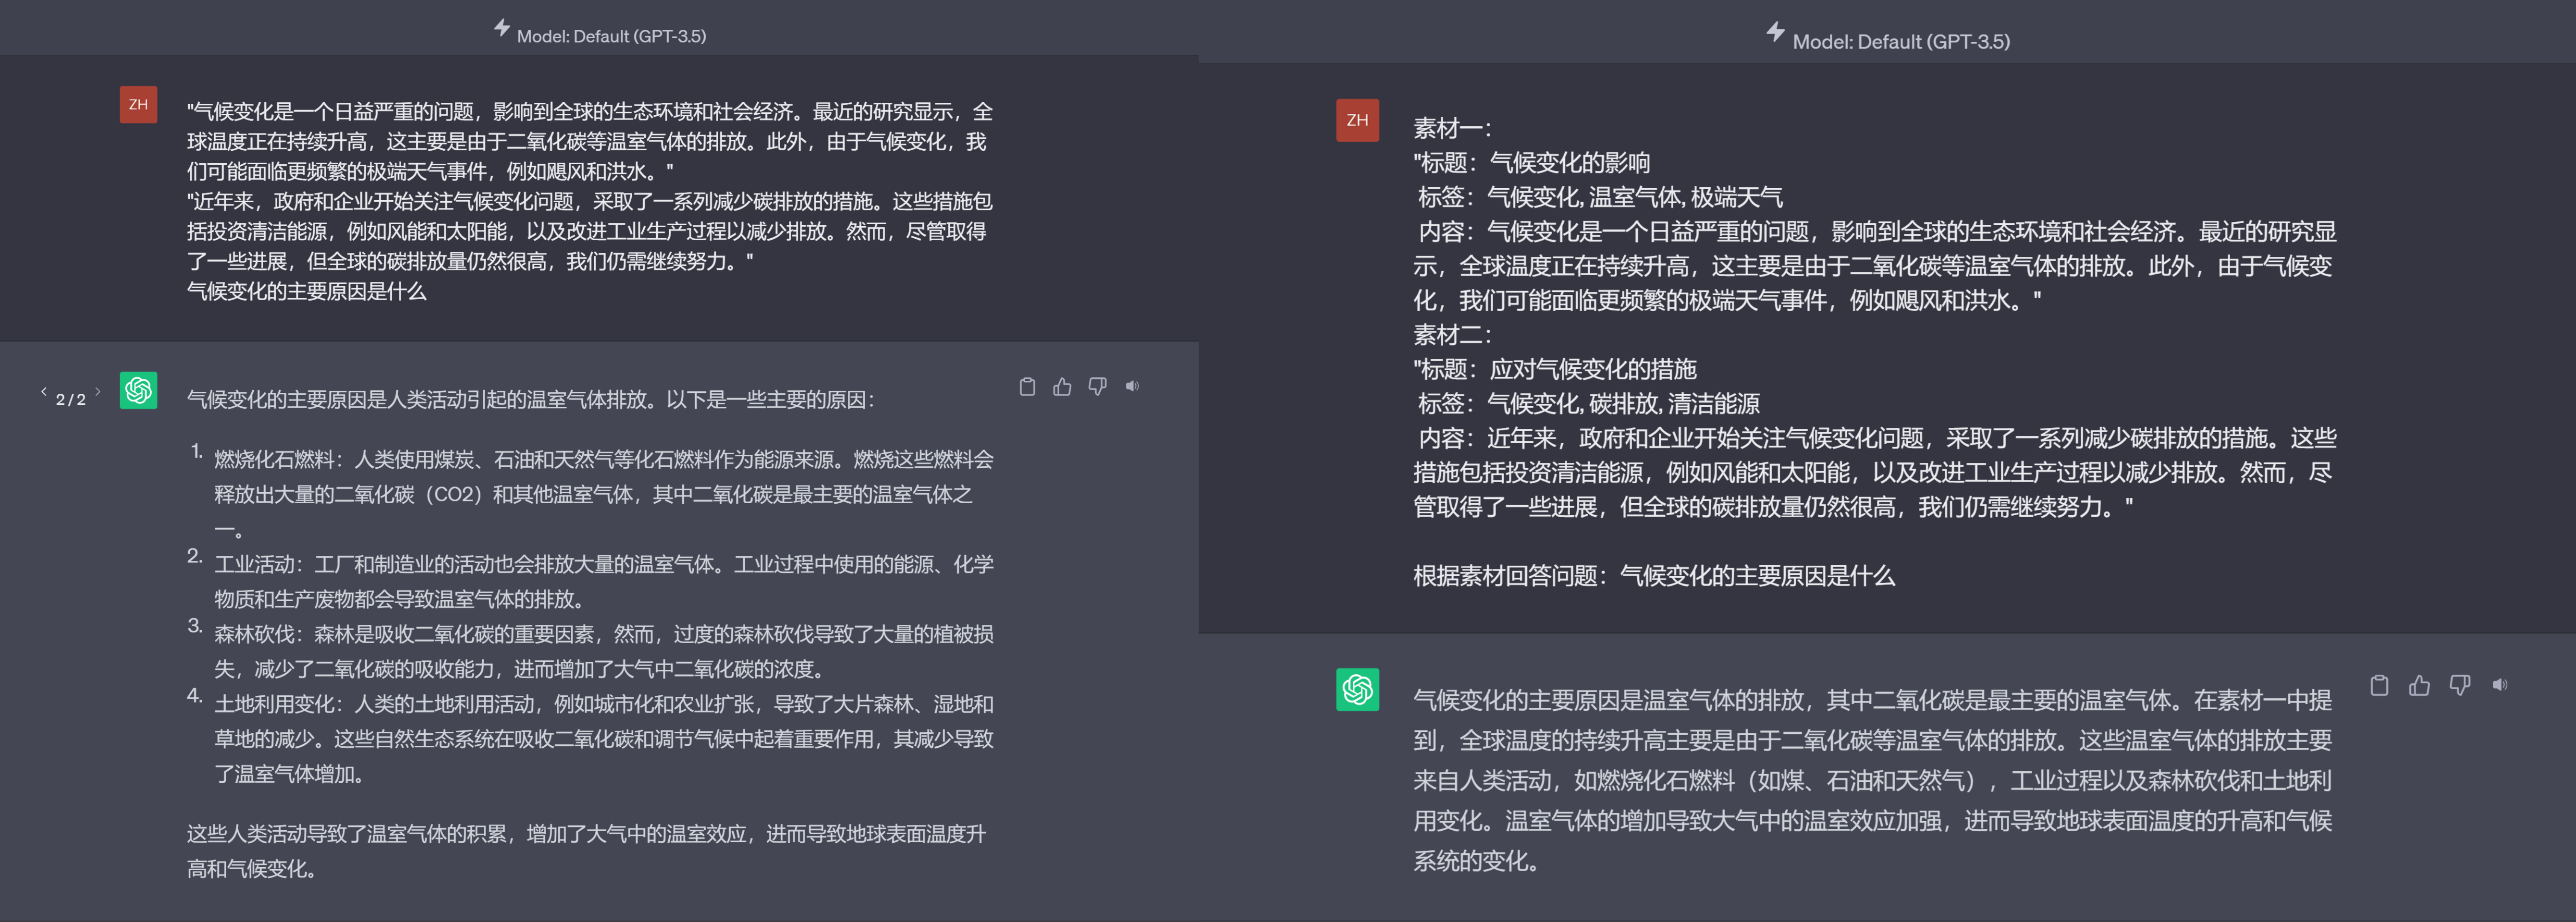 Model: Default (GPT-3.5)
ZH
"气候变化是一个日益严重的问题，影响到全球的生态环境和社会经济。最近的研究显示，全
球温度正在持续升高，这主要是由于二氧化碳等温室气体的排放。此外，由于气候变化，我
们可能面临更频繁的极端天气事件，例如飓风和洪水。"
"近年来，政府和企业开始关注气候变化问题，采取了一系列减少碳排放的措施。这些措施包
括投资清洁能源，例如风能和太阳能，以及改进工业生产过程以减少排放。然而，尽管取得
了一些进展，但全球的碳排放量仍然很高，我们仍需继续努力。"
气候变化的主要原因是什么
2 / 2
气候变化的主要原因是人类活动引起的温室气体排放。以下是一些主要的原因：
1. 燃烧化石燃料：人类使用煤炭、石油和天然气等化石燃料作为能源来源。燃烧这些燃料会
释放出大量的二氧化碳（CO2）和其他温室气体，其中二氧化碳是最主要的温室气体之
一。
2. 工业活动：工厂和制造业的活动也会排放大量的温室气体。工业过程中使用的能源、化学
物质和生产废物都会导致温室气体的排放。
3. 森林砍伐：森林是吸收二氧化碳的重要因素，然而，过度的森林砍伐导致了大量的植被损
失，减少了二氧化碳的吸收能力，进而增加了大气中二氧化碳的浓度。
4. 土地利用变化：人类的土地利用活动，例如城市化和农业扩张，导致了大片森林、湿地和
草地的减少。这些自然生态系统在吸收二氧化碳和调节气候中起着重要作用，其减少导致
了温室气体增加。
这些人类活动导致了温室气体的积累，增加了大气中的温室效应，进而导致地球表面温度升
高和气候变化。
Model: Default (GPT-3.5)
ZH
素材一：
"标题：气候变化的影响
标签：气候变化, 温室气体, 极端天气
内容：气候变化是一个日益严重的问题，影响到全球的生态环境和社会经济。最近的研究显
示，全球温度正在持续升高，这主要是由于二氧化碳等温室气体的排放。此外，由于气候变
化，我们可能面临更频繁的极端天气事件，例如飓风和洪水。"
素材二：
"标题：应对气候变化的措施
标签：气候变化, 碳排放, 清洁能源
内容：近年来，政府和企业开始关注气候变化问题，采取了一系列减少碳排放的措施。这些
措施包括投资清洁能源，例如风能和太阳能，以及改进工业生产过程以减少排放。然而，尽
管取得了一些进展，但全球的碳排放量仍然很高，我们仍需继续努力。"
根据素材回答问题：气候变化的主要原因是什么
气候变化的主要原因是温室气体的排放，其中二氧化碳是最主要的温室气体。在素材一中提
到，全球温度的持续升高主要是由于二氧化碳等温室气体的排放。这些温室气体的排放主要
来自人类活动，如燃烧化石燃料（如煤、石油和天然气），工业过程以及森林砍伐和土地利
用变化。温室气体的增加导致大气中的温室效应加强，进而导致地球表面温度的升高和气候
系统的变化。